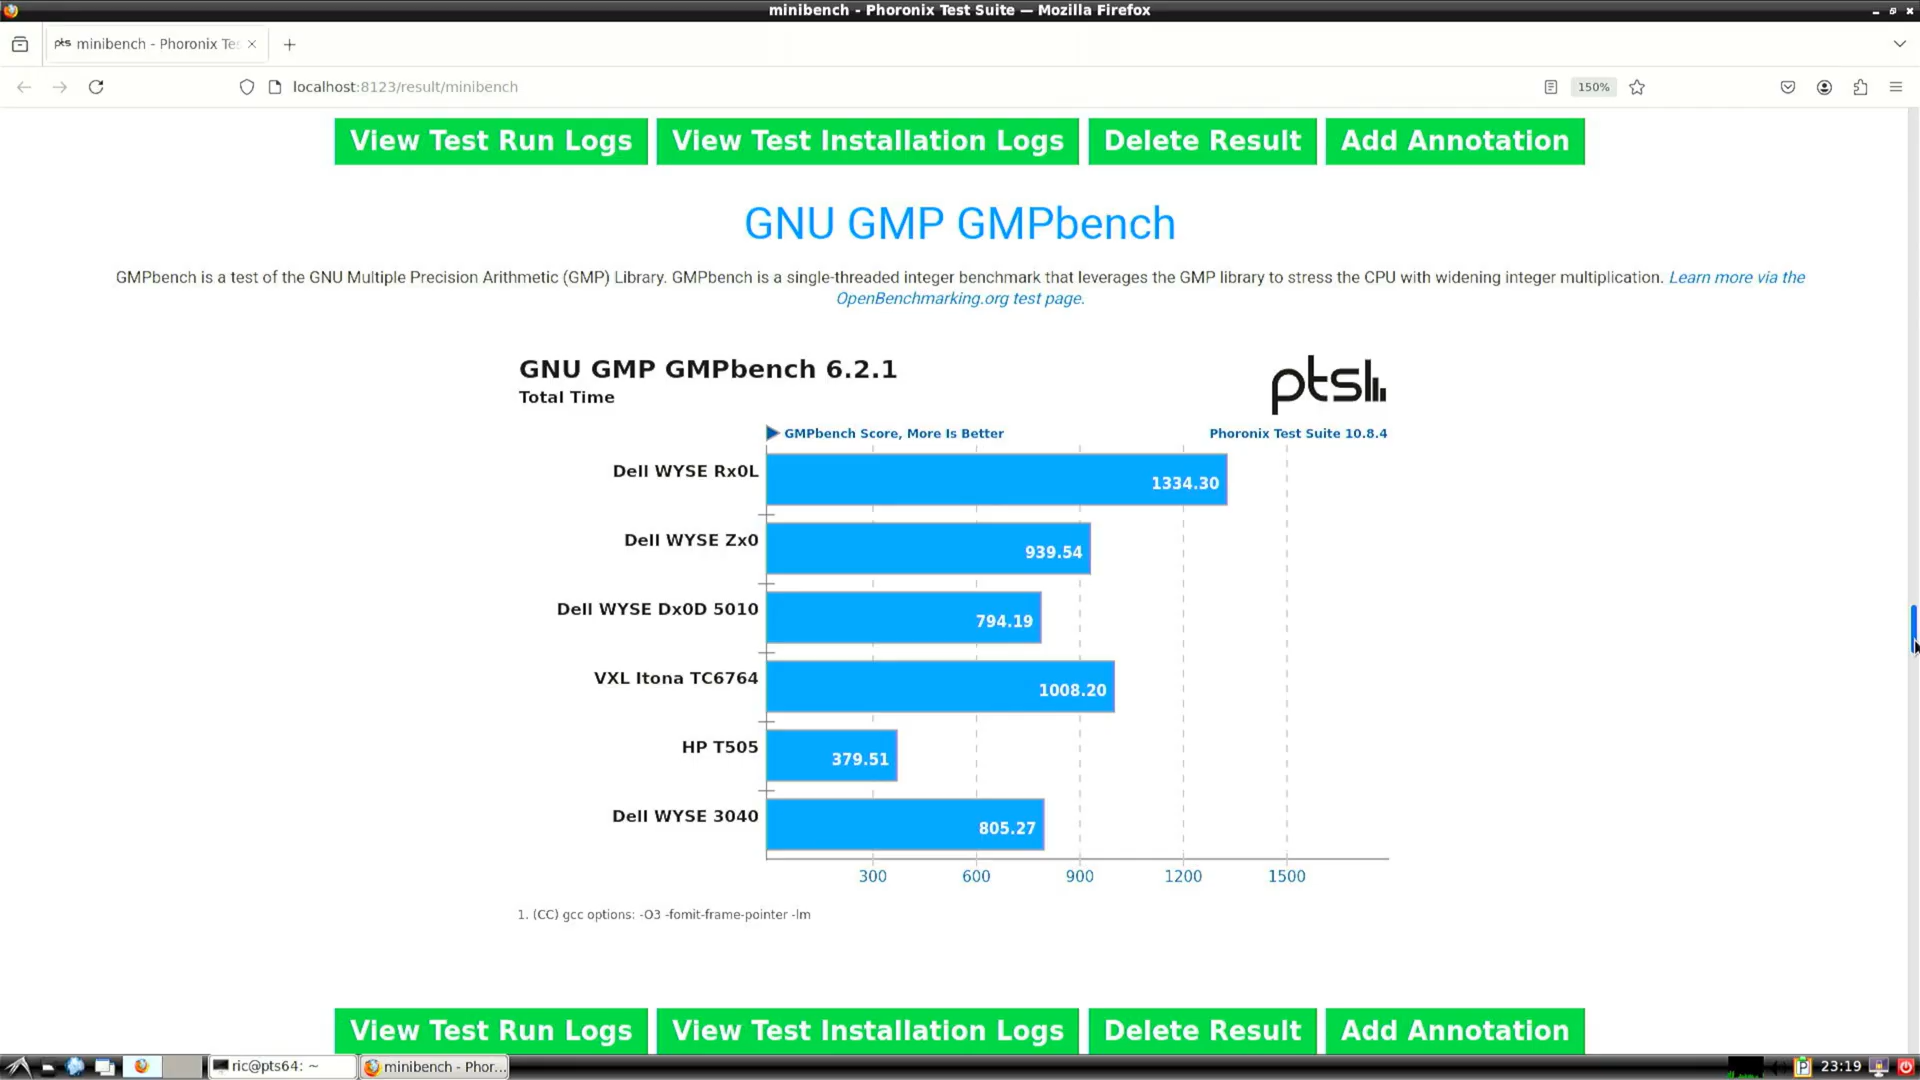 minibench - Phoronix Test Suite — Mozilla Firefox
pts minibench - Phoronix Te
localhost:8123/result/minibench
150%
View Test Run Logs
View Test Installation Logs
Delete Result
Add Annotation
GNU GMP GMPbench
GMPbench is a test of the GNU Multiple Precision Arithmetic (GMP) Library. GMPbench is a single-threaded integer benchmark that leverages the GMP library to stress the CPU with widening integer multiplication. Learn more via the
OpenBenchmarking.org test page.
GNU GMP GMPbench 6.2.1
Total Time
pts
GMPbench Score, More Is Better
Phoronix Test Suite 10.8.4
Dell WYSE Rx0L
1334.30
Dell WYSE Zx0
939.54
Dell WYSE Dx0D 5010
794.19
VXL Itona TC6764
1008.20
HP T505
379.51
Dell WYSE 3040
805.27
300 600 900 1200 1500
1. (CC) gcc options: -O3 -fomit-frame-pointer -lm
View Test Run Logs
View Test Installation Logs
Delete Result
Add Annotation
ric@pts64: ~
minibench - Phor...
P
23:19